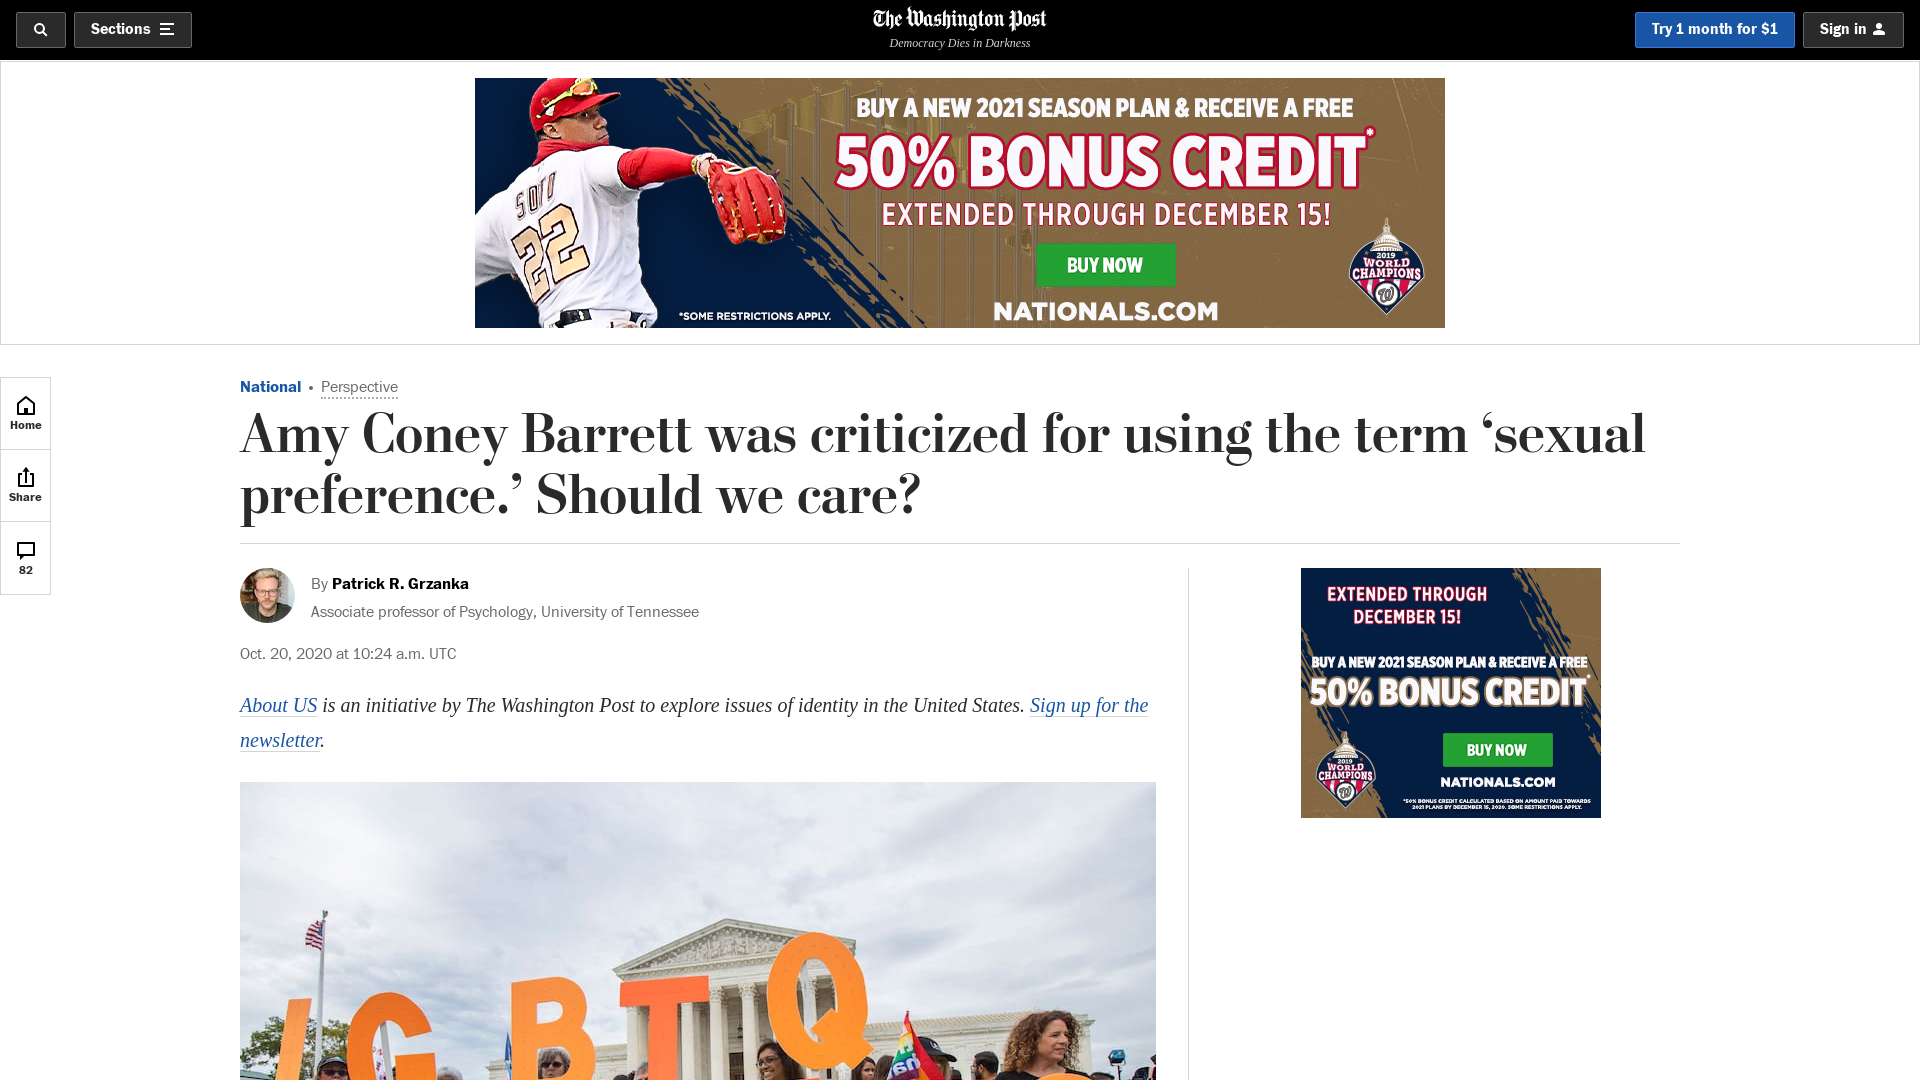 Sections
The Washington Post
Democracy Dies in Darkness
Try 1 month for $1
Sign in
BUY A NEW 2021 SEASON PLAN & RECEIVE A FREE
50% BONUS CREDIT*
EXTENDED THROUGH DECEMBER 15!
BUY NOW
NATIONALS.COM
*SOME RESTRICTIONS APPLY.
22
2019
WORLD
CHAMPIONS
W
Home
Share
82
National • Perspective
Amy Coney Barrett was criticized for using the term ‘sexual
preference.’ Should we care?
By Patrick R. Grzanka
Associate professor of Psychology, University of Tennessee
Oct. 20, 2020 at 10:24 a.m. UTC
About US is an initiative by The Washington Post to explore issues of identity in the United States. Sign up for the
newsletter.
G B T Q
EXTENDED THROUGH
DECEMBER 15!
BUY A NEW 2021 SEASON PLAN & RECEIVE A FREE
50% BONUS CREDIT*
BUY NOW
NATIONALS.COM
2019
WORLD
CHAMPIONS
W
*50% BONUS CREDIT CALCULATED BASED ON AMOUNT PAID TOWARDS
2021 PLANS BY DECEMBER 15, 2020. SOME RESTRICTIONS APPLY.